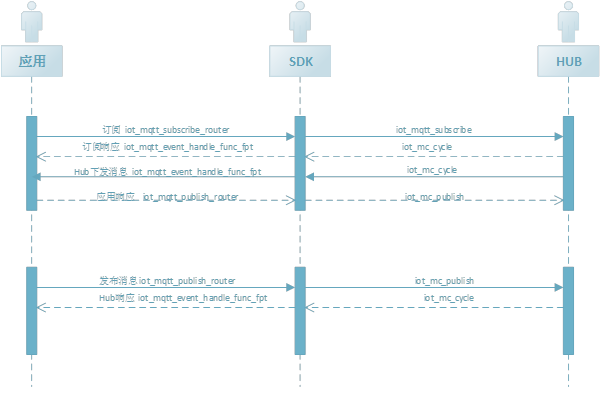 应用 SDK HUB
订阅 iot_mqtt_subscribe_router iot_mqtt_subscribe
订阅响应 iot_mqtt_event_handle_func_fpt iot_mc_cycle
Hub下发消息 iot_mqtt_event_handle_func_fpt iot_mc_cycle
应用响应 iot_mqtt_publish_router iot_mc_publish
发布消息 iot_mqtt_publish_router iot_mc_publish
Hub响应 iot_mqtt_event_handle_func_fpt iot_mc_cycle